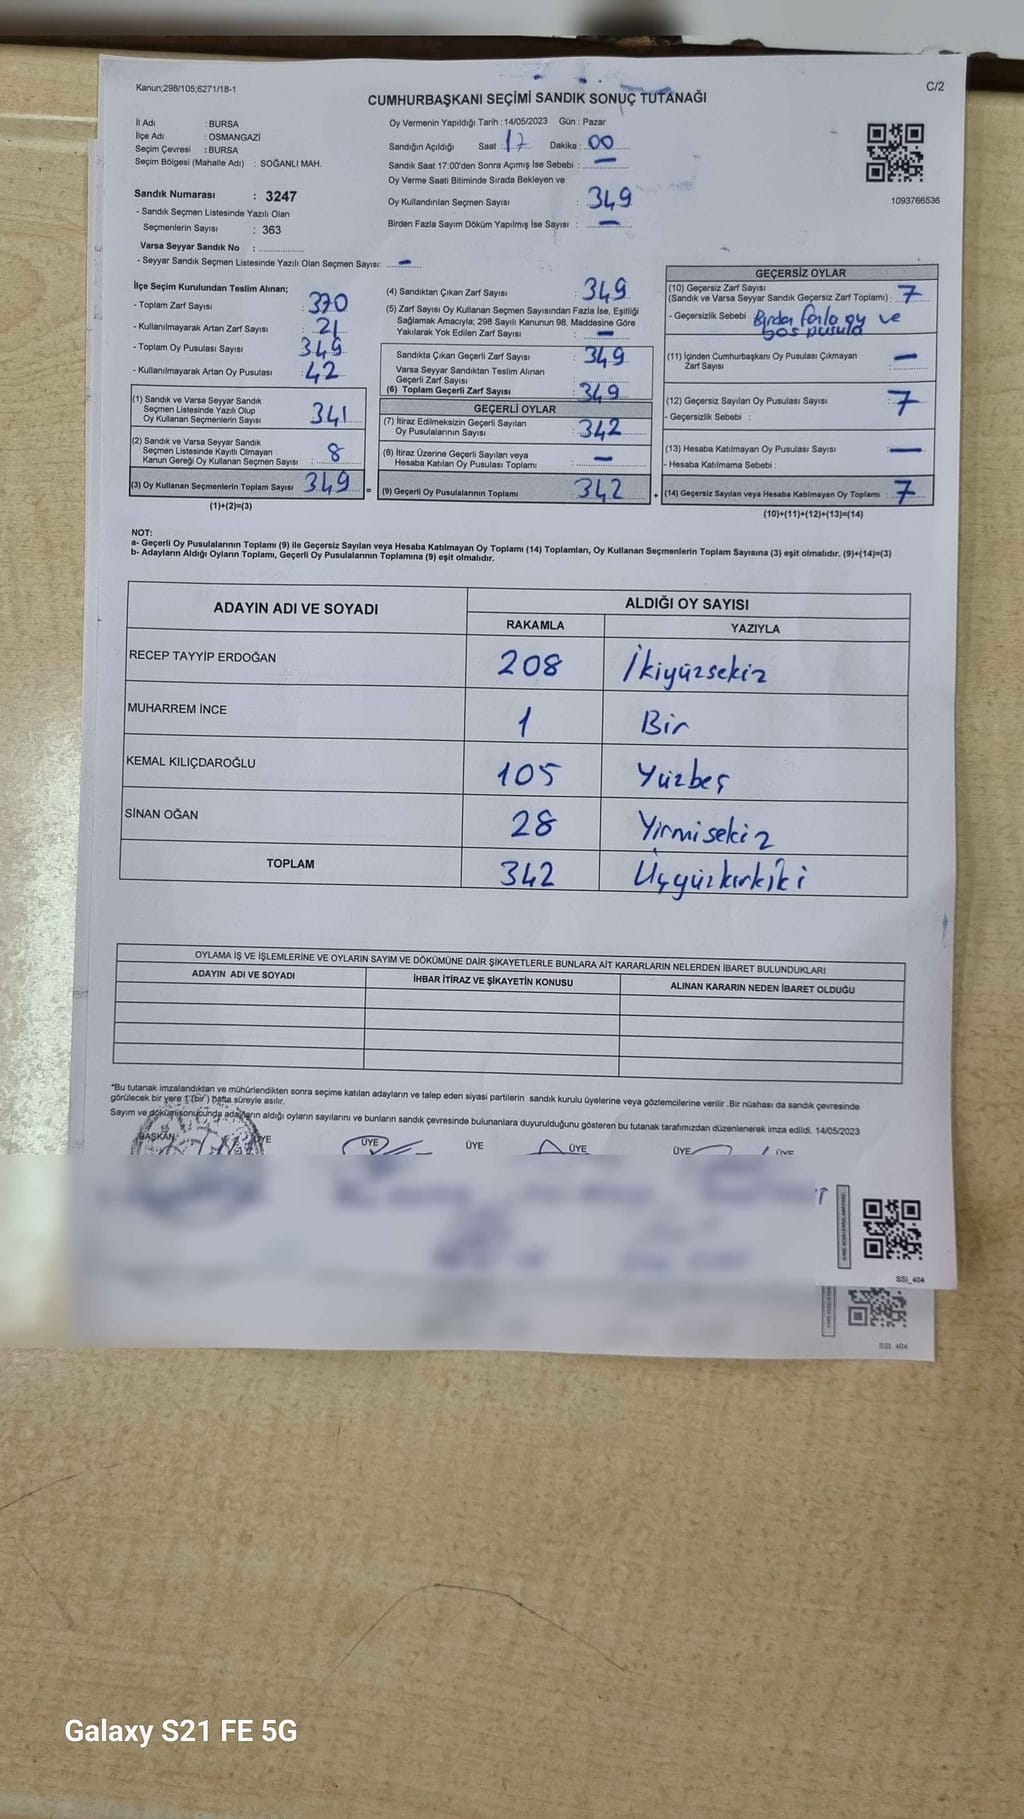 Kanun;298/105;6271/18-1
C/2
CUMHURBAŞKANI SEÇİMİ SANDIK SONUÇ TUTANAĞI
İl Adı : BURSA
İlçe Adı : OSMANGAZİ
Seçim Çevresi : BURSA
Seçim Bölgesi (Mahalle Adı) : SOĞANLI MAH.
Sandık Numarası : 3247
- Sandık Seçmen Listesinde Yazılı Olan
Seçmenlerin Sayısı : 363
Varsa Seyyar Sandık No :
- Seyyar Sandık Seçmen Listesinde Yazılı Olan Seçmen Sayısı: —
Oy Vermenin Yapıldığı Tarih : 14/05/2023 Gün : Pazar
Sandığın Açıldığı Saat : 17 Dakika : 00
Sandık Saat 17:00'den Sonra Açımış İse Sebebi : —
Oy Verme Saati Bitiminde Sırada Bekleyen ve
Oy Kullandırılan Seçmen Sayısı : 349
Birden Fazla Sayım Döküm Yapılmış İse Sayısı : —
1093766536
İlçe Seçim Kurulundan Teslim Alınan;
- Toplam Zarf Sayısı : 370
- Kullanılmayarak Artan Zarf Sayısı : 21
- Toplam Oy Pusulası Sayısı : 349
- Kullanılmayarak Artan Oy Pusulası : 42
(1) Sandık ve Varsa Seyyar Sandık
Seçmen Listesinde Yazılı Olup
Oy Kullanan Seçmenlerin Sayısı : 341
(2) Sandık ve Varsa Seyyar Sandık
Seçmen Listesinde Kayıtlı Olmayan
Kanun Gereği Oy Kullanan Seçmen Sayısı : 8
(3) Oy Kullanan Seçmenlerin Toplam Sayısı : 349 =
(1)+(2)=(3)
(4) Sandıktan Çıkan Zarf Sayısı : 349
(5) Zarf Sayısı Oy Kullanan Seçmen Sayısından Fazla İse, Eşitliği
Sağlamak Amacıyla; 298 Sayılı Kanunun 98. Maddesine Göre
Yakılarak Yok Edilen Zarf Sayısı : —
Sandıkta Çıkan Geçerli Zarf Sayısı : 349
Varsa Seyyar Sandıktan Teslim Alınan
Geçerli Zarf Sayısı :
(6) Toplam Geçerli Zarf Sayısı : 349
GEÇERLİ OYLAR
(7) İtiraz Edilmeksizin Geçerli Sayılan
Oy Pusulalarının Sayısı : 342
(8) İtiraz Üzerine Geçerli Sayılan veya
Hesaba Katılan Oy Pusulası Toplamı : —
(9) Geçerli Oy Pusulalarının Toplamı : 342 +
GEÇERSİZ OYLAR
(10) Geçersiz Zarf Sayısı
(Sandık ve Varsa Seyyar Sandık Geçersiz Zarf Toplamı) : 7
- Geçersizlik Sebebi : Birden fazla oy ve
boş pusula
(11) İçinden Cumhurbaşkanı Oy Pusulası Çıkmayan
Zarf Sayısı : —
(12) Geçersiz Sayılan Oy Pusulası Sayısı : 7
- Geçersizlik Sebebi :
(13) Hesaba Katılmayan Oy Pusulası Sayısı : —
- Hesaba Katılmama Sebebi :
(14) Geçersiz Sayılan veya Hesaba Katılmayan Oy Toplamı : 7
(10)+(11)+(12)+(13)=(14)
NOT:
a- Geçerli Oy Pusulalarının Toplamı (9) ile Geçersiz Sayılan veya Hesaba Katılmayan Oy Toplamı (14) Toplamları, Oy Kullanan Seçmenlerin Toplam Sayısına (3) eşit olmalıdır. (9)+(14)=(3)
b- Adayların Aldığı Oyların Toplamı, Geçerli Oy Pusulalarının Toplamına (9) eşit olmalıdır.
ADAYIN ADI VE SOYADI ALDIĞI OY SAYISI
RAKAMLA YAZIYLA
RECEP TAYYİP ERDOĞAN 208 İkiyüzsekiz
MUHARREM İNCE 1 Bir
KEMAL KILIÇDAROĞLU 105 Yüzbeş
SİNAN OĞAN 28 Yirmisekiz
TOPLAM 342 Üçyüzkırkiki
OYLAMA İŞ VE İŞLEMLERİNE VE OYLARIN SAYIM VE DÖKÜMÜNE DAİR ŞİKAYETLERLE BUNLARA AİT KARARLARIN NELERDEN İBARET BULUNDUKLARI
ADAYIN ADI VE SOYADI İHBAR İTİRAZ VE ŞİKAYETİN KONUSU ALINAN KARARIN NEDEN İBARET OLDUĞU
*Bu tutanak imzalandıktan ve mühürlendikten sonra seçime katılan adayların ve talep eden siyasi partilerin sandık kurulu üyelerine veya gözlemcilerine verilir .Bir nüshası da sandık çevresinde
görülecek bir yere 1 (bir) hafta süreyle asılır.
Sayım ve dökümsonucunda adayların aldığı oyların sayılarını ve bunların sandık çevresinde bulunanlara duyurulduğunu gösteren bu tutanak tarafımızdan düzenlenerek imza edildi. 14/05/2023
BAŞKAN ÜYE ÜYE ÜYE ÜYE ÜYE ÜYE
SSI_404
SSI_404
Galaxy S21 FE 5G